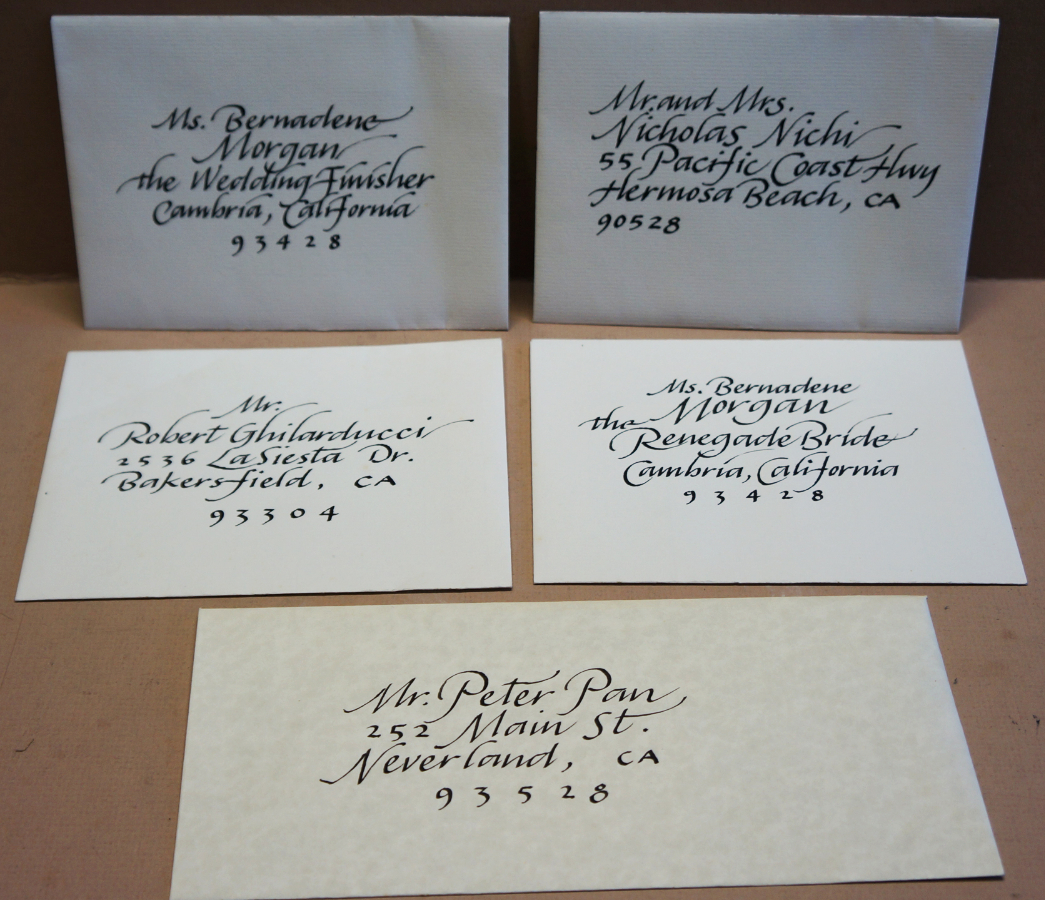 Ms. Bernadene
Morgan
the Wedding Finisher
Cambria, California
93428
Mr. and Mrs.
Nicholas Nichi
55 Pacific Coast Hwy
Hermosa Beach, CA
90528
Mr.
Robert Ghilarducci
2536 La Siesta Dr.
Bakersfield, CA
93304
Ms. Bernadene
Morgan
the
Renegade Bride
Cambria, California
93428
Mr. Peter Pan
252 Main St.
Neverland, CA
93528